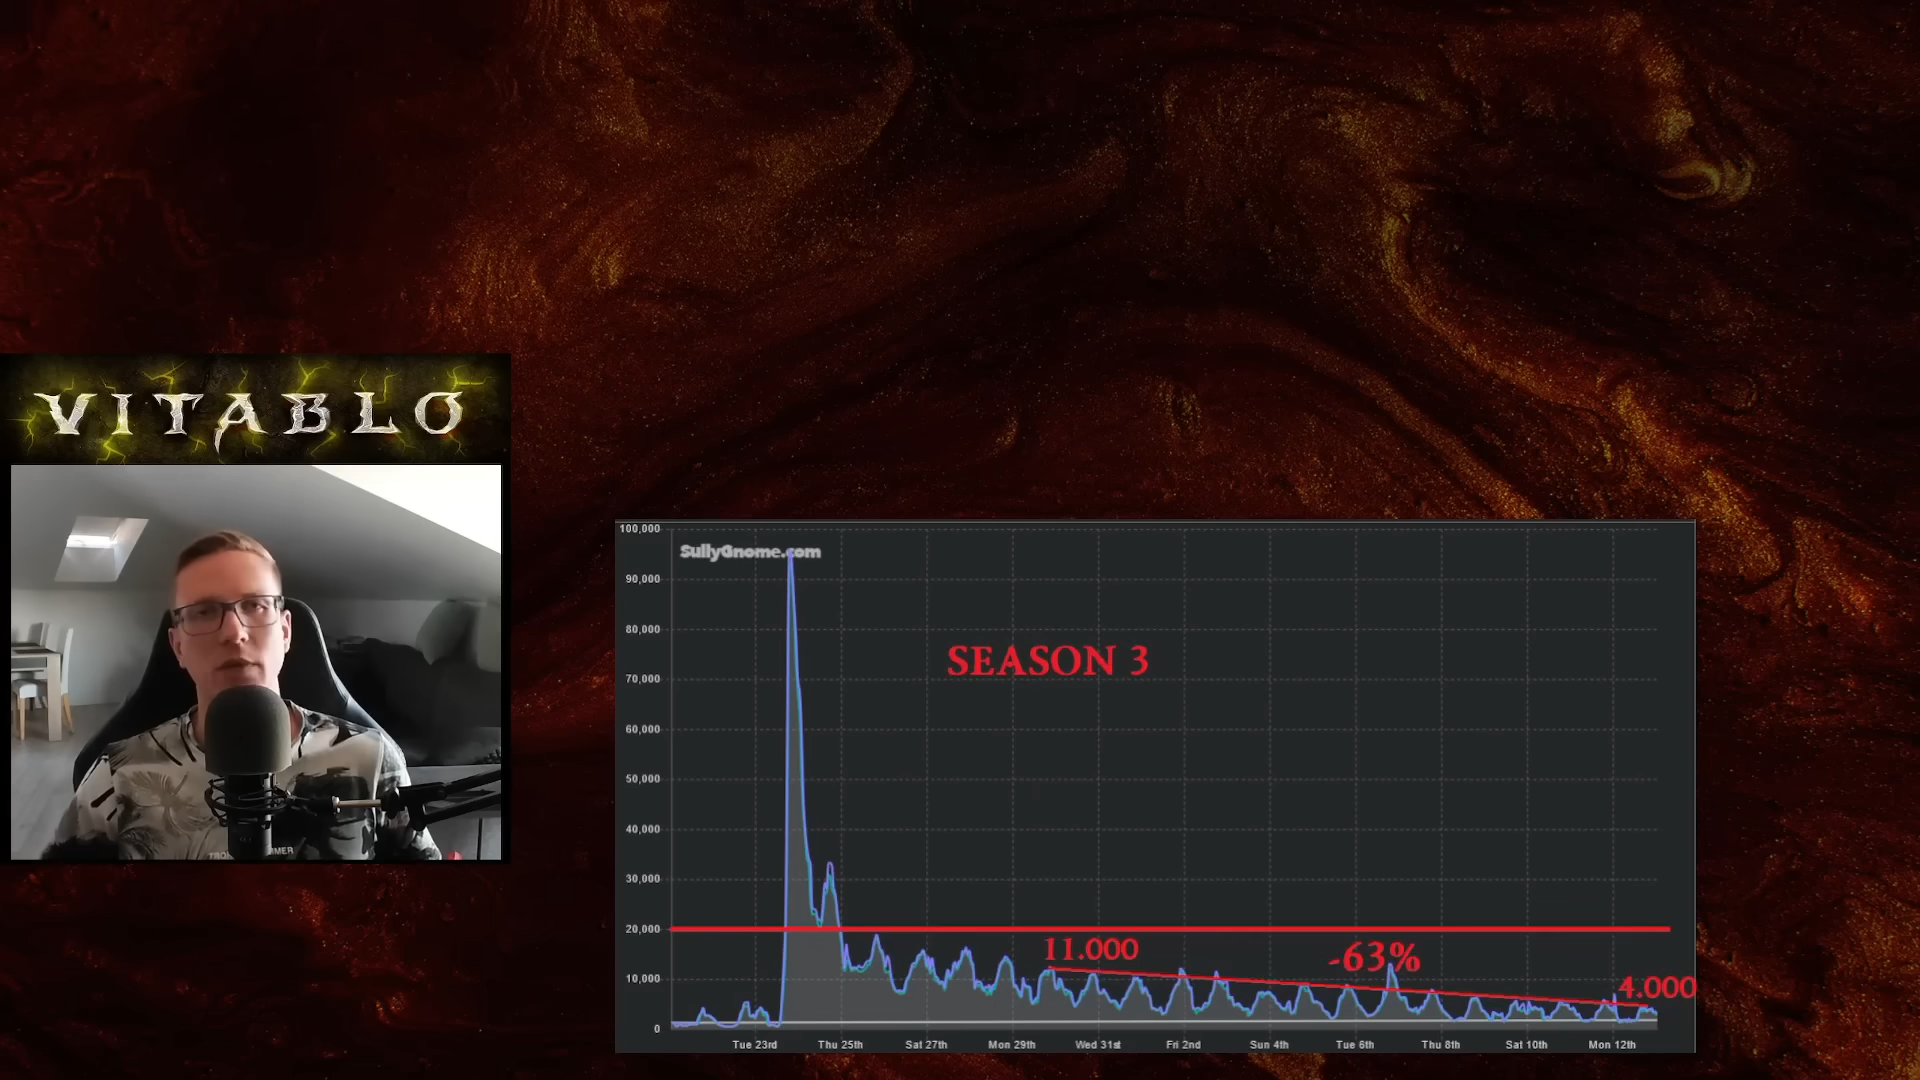 VITABLO
100,000
SullyGnome.com
90,000
80,000
SEASON 3
70,000
60,000
50,000
40,000
30,000
20,000
11.000
-63%
10,000
4.000
0
Tue 23rd
Thu 25th
Sat 27th
Mon 29th
Wed 31st
Fri 2nd
Sun 4th
Tue 6th
Thu 8th
Sat 10th
Mon 12th